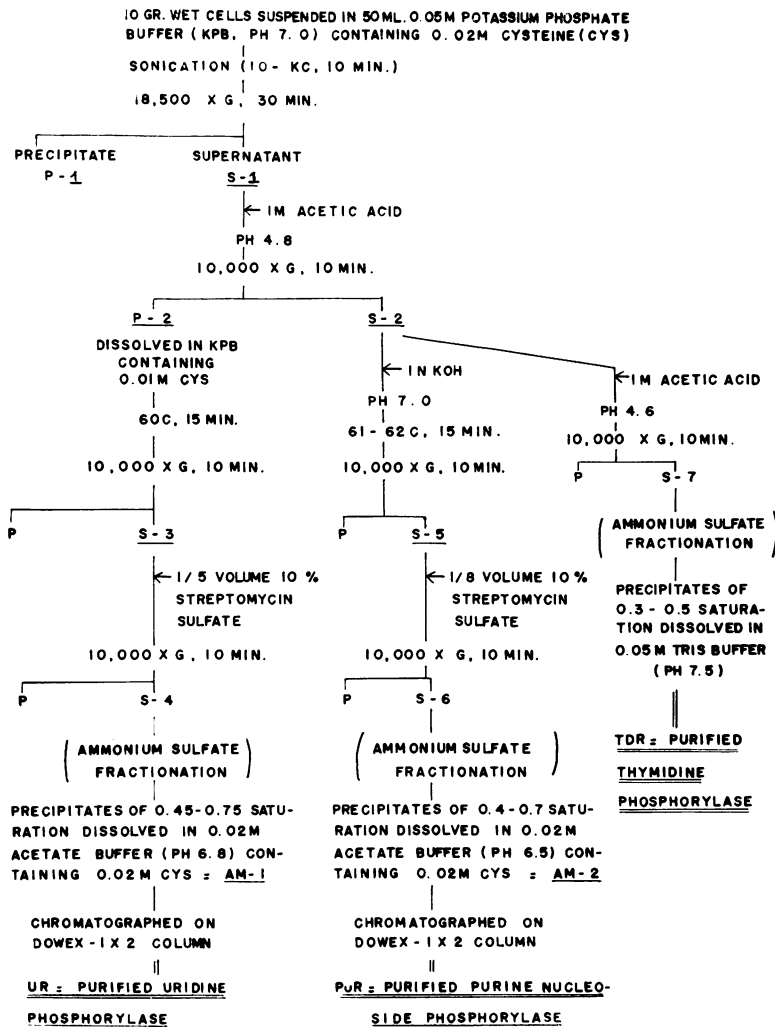 10 GR. WET CELLS SUSPENDED IN 50ML. 0.05M POTASSIUM PHOSPHATE
BUFFER (KPB, PH 7.0) CONTAINING 0.02M CYSTEINE (CYS)
SONICATION (10- KC, 10 MIN.)
18,500 X G, 30 MIN.
PRECIPITATE
P-1
SUPERNATANT
S-1
1M ACETIC ACID
PH 4.8
10,000 X G, 10 MIN.
P-2
DISSOLVED IN KPB
CONTAINING
0.01M CYS
60C, 15 MIN.
10,000 X G, 10 MIN.
P
S-3
1/5 VOLUME 10 %
STREPTOMYCIN
SULFATE
10,000 X G, 10 MIN.
P
S-4
(AMMONIUM SULFATE
FRACTIONATION)
PRECIPITATES OF 0.45-0.75 SATU-
RATION DISSOLVED IN 0.02M
ACETATE BUFFER (PH 6.8) CON-
TAINING 0.02M CYS = AM-1
CHROMATOGRAPHED ON
DOWEX-1 X 2 COLUMN
UR = PURIFIED URIDINE
PHOSPHORYLASE
S-2
1N KOH
PH 7.0
61-62C, 15 MIN.
10,000 X G, 10 MIN.
P
S-5
1/8 VOLUME 10%
STREPTOMYCIN
SULFATE
10,000 X G, 10 MIN.
P
S-6
(AMMONIUM SULFATE
FRACTIONATION)
PRECIPITATES OF 0.4-0.7 SATU-
RATION DISSOLVED IN 0.02M
ACETATE BUFFER (PH 6.5) CON-
TAINING 0.02M CYS = AM-2
CHROMATOGRAPHED ON
DOWEX-1 X 2 COLUMN
PUR = PURIFIED PURINE NUCLEO-
SIDE PHOSPHORYLASE
1M ACETIC ACID
PH 4.6
10,000 X G, 10MIN.
P
S-7
(AMMONIUM SULFATE
FRACTIONATION)
PRECIPITATES OF
0.3-0.5 SATURA-
TION DISSOLVED IN
0.05M TRIS BUFFER
(PH 7.5)
TDR = PURIFIED
THYMIDINE
PHOSPHORYLASE